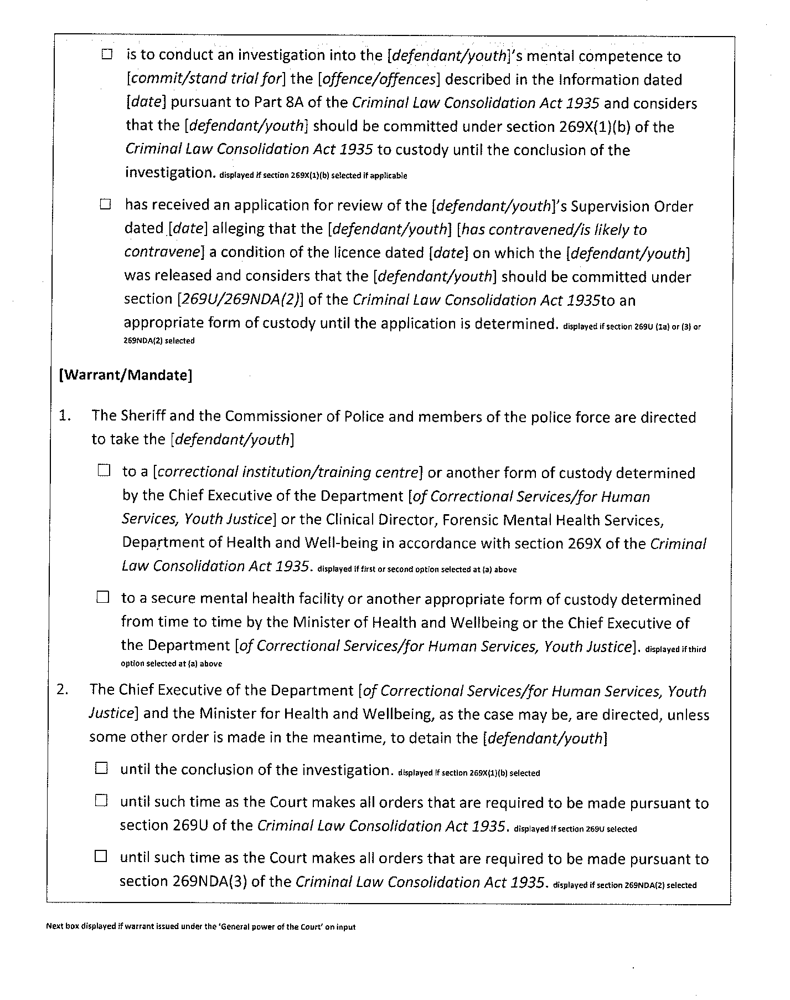 ☐ is to conduct an investigation into the [defendant/youth]'s mental competence to
[commit/stand trial for] the [offence/offences] described in the Information dated
[date] pursuant to Part 8A of the Criminal Law Consolidation Act 1935 and considers
that the [defendant/youth] should be committed under section 269X(1)(b) of the
Criminal Law Consolidation Act 1935 to custody until the conclusion of the
investigation. displayed if section 269X(1)(b) selected if applicable
☐ has received an application for review of the [defendant/youth]'s Supervision Order
dated [date] alleging that the [defendant/youth] [has contravened/is likely to
contravene] a condition of the licence dated [date] on which the [defendant/youth]
was released and considers that the [defendant/youth] should be committed under
section [269U/269NDA(2)] of the Criminal Law Consolidation Act 1935to an
appropriate form of custody until the application is determined. displayed if section 269U (1a) or (3) or
269NDA(2) selected
[Warrant/Mandate]
1. The Sheriff and the Commissioner of Police and members of the police force are directed
to take the [defendant/youth]
☐ to a [correctional institution/training centre] or another form of custody determined
by the Chief Executive of the Department [of Correctional Services/for Human
Services, Youth Justice] or the Clinical Director, Forensic Mental Health Services,
Department of Health and Well-being in accordance with section 269X of the Criminal
Law Consolidation Act 1935. displayed if first or second option selected at (a) above
☐ to a secure mental health facility or another appropriate form of custody determined
from time to time by the Minister of Health and Wellbeing or the Chief Executive of
the Department [of Correctional Services/for Human Services, Youth Justice]. displayed if third
option selected at (a) above
2. The Chief Executive of the Department [of Correctional Services/for Human Services, Youth
Justice] and the Minister for Health and Wellbeing, as the case may be, are directed, unless
some other order is made in the meantime, to detain the [defendant/youth]
☐ until the conclusion of the investigation. displayed if section 269X(1)(b) selected
☐ until such time as the Court makes all orders that are required to be made pursuant to
section 269U of the Criminal Law Consolidation Act 1935. displayed if section 269U selected
☐ until such time as the Court makes all orders that are required to be made pursuant to
section 269NDA(3) of the Criminal Law Consolidation Act 1935. displayed if section 269NDA(2) selected
Next box displayed if warrant issued under the 'General power of the Court' on input